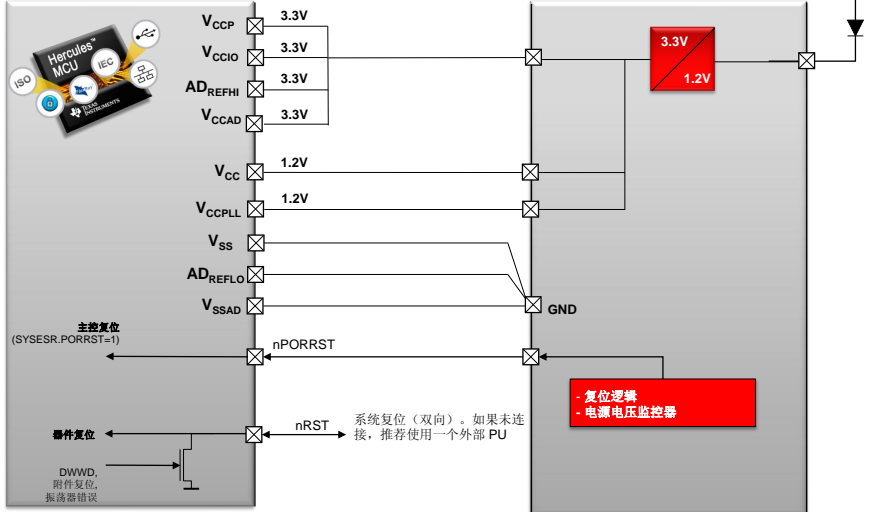 Hercules™
MCU
ISO
IEC
TEXAS
INSTRUMENTS
VCCP
3.3V
VCCIO
3.3V
ADREFHI
3.3V
VCCAD
3.3V
VCC
1.2V
VCCPLL
1.2V
VSS
ADREFLO
VSSAD
GND
3.3V
1.2V
主控复位
(SYSESR.PORRST=1)
nPORRST
- 复位逻辑
- 电源电压监控器
器件复位
nRST
系统复位（双向）。如果未连
接，推荐使用一个外部 PU
DWWD,
附件复位,
振荡器错误